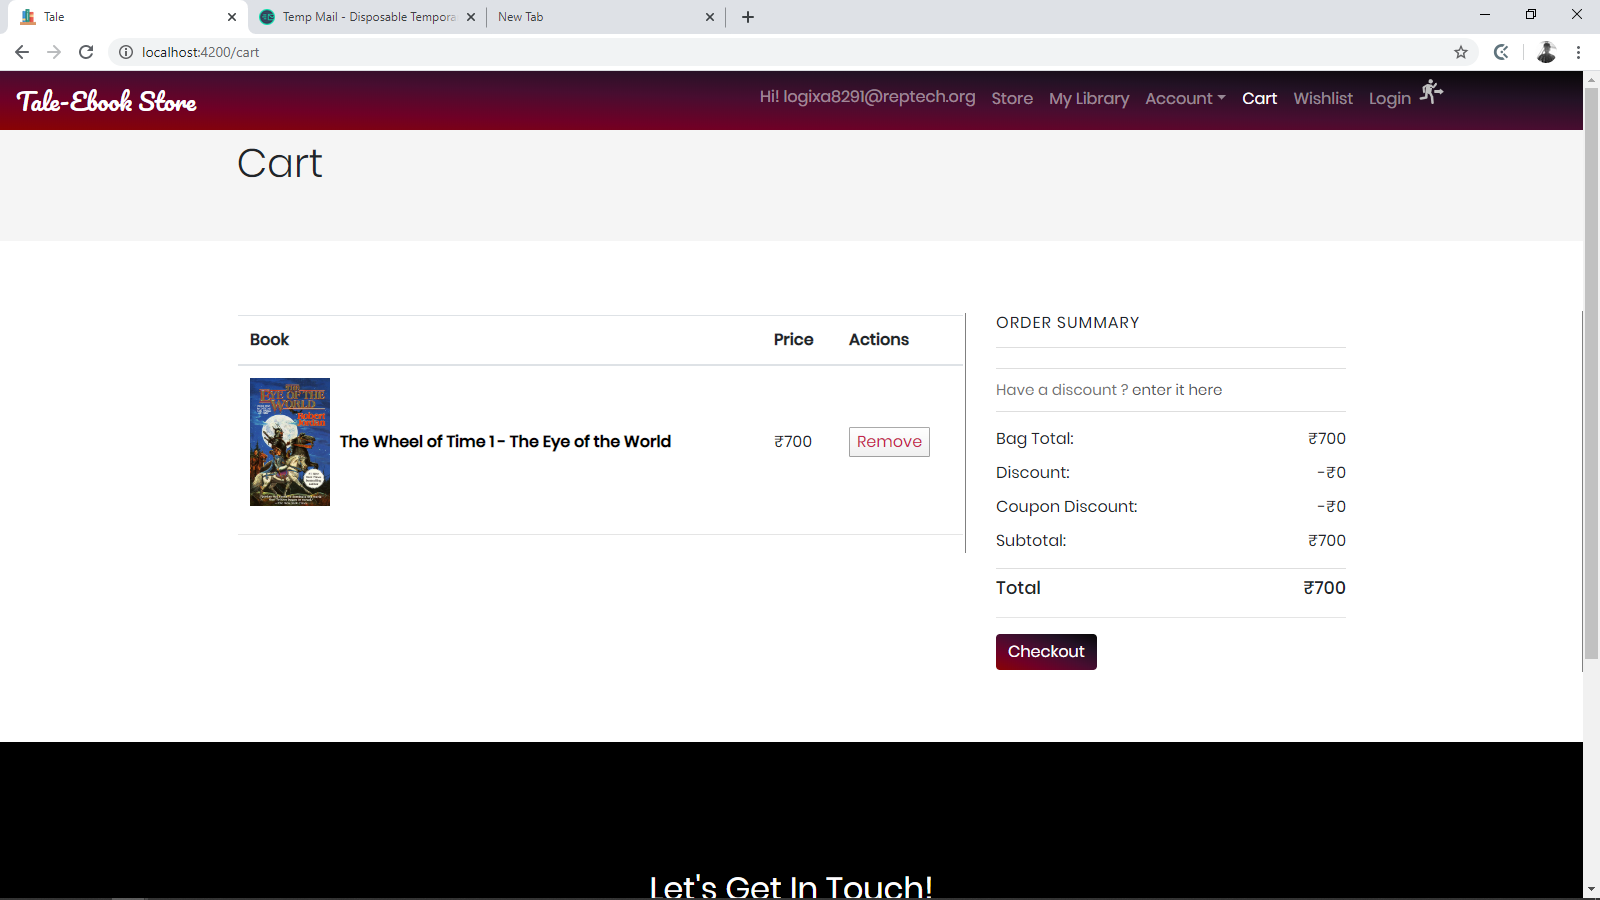 Tale
Temp Mail - Disposable Tempora
New Tab
localhost:4200/cart
Tale-Ebook Store
Hi! logixa8291@reptech.org
Store
My Library
Account
Cart
Wishlist
Login
Cart
Book
Price
Actions
THE
EYE OF THE
WORLD
Robert
Jordan
The Wheel of Time 1 - The Eye of the World
₹700
Remove
ORDER SUMMARY
Have a discount ? enter it here
Bag Total: ₹700
Discount: -₹0
Coupon Discount: -₹0
Subtotal: ₹700
Total ₹700
Checkout
Let's Get In Touch!